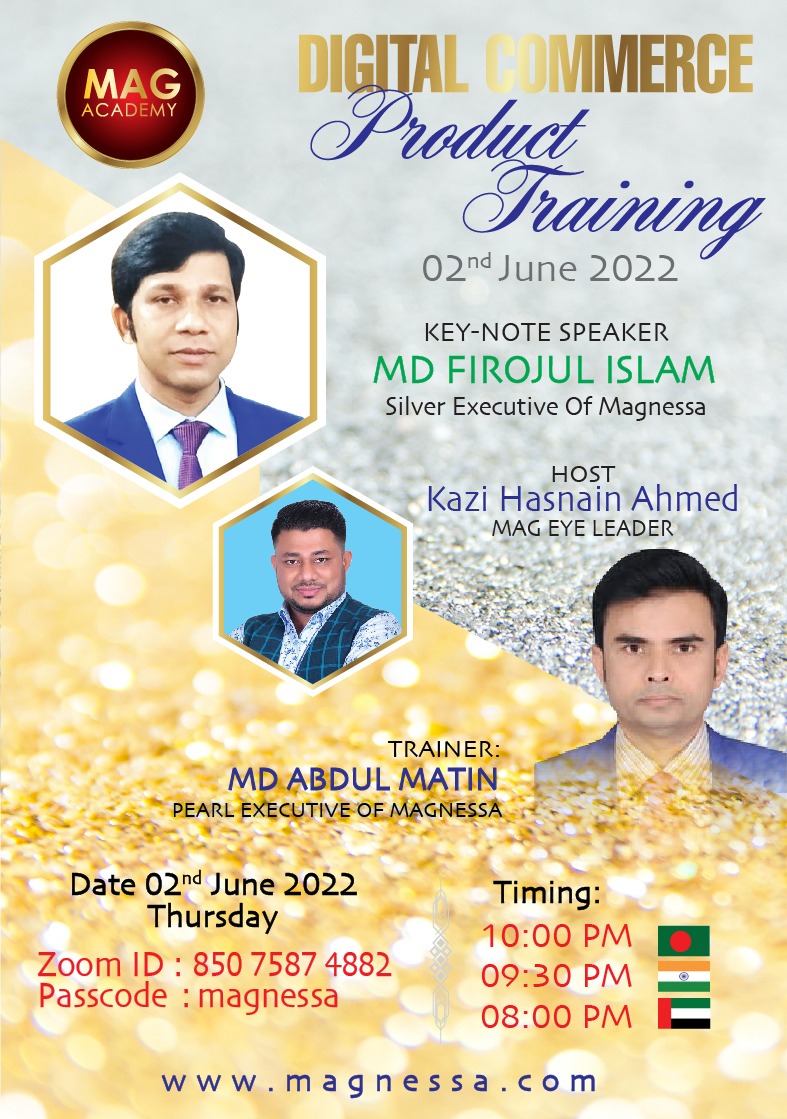 MAG
ACADEMY
DIGITAL COMMERCE
Product
Training
02nd June 2022
KEY-NOTE SPEAKER
MD FIROJUL ISLAM
Silver Executive Of Magnessa
HOST
Kazi Hasnain Ahmed
MAG EYE LEADER
TRAINER:
MD ABDUL MATIN
PEARL EXECUTIVE OF MAGNESSA
Date 02nd June 2022
Thursday
Zoom ID : 850 7587 4882
Passcode : magnessa
Timing:
10:00 PM
09:30 PM
08:00 PM
www.magnessa.com